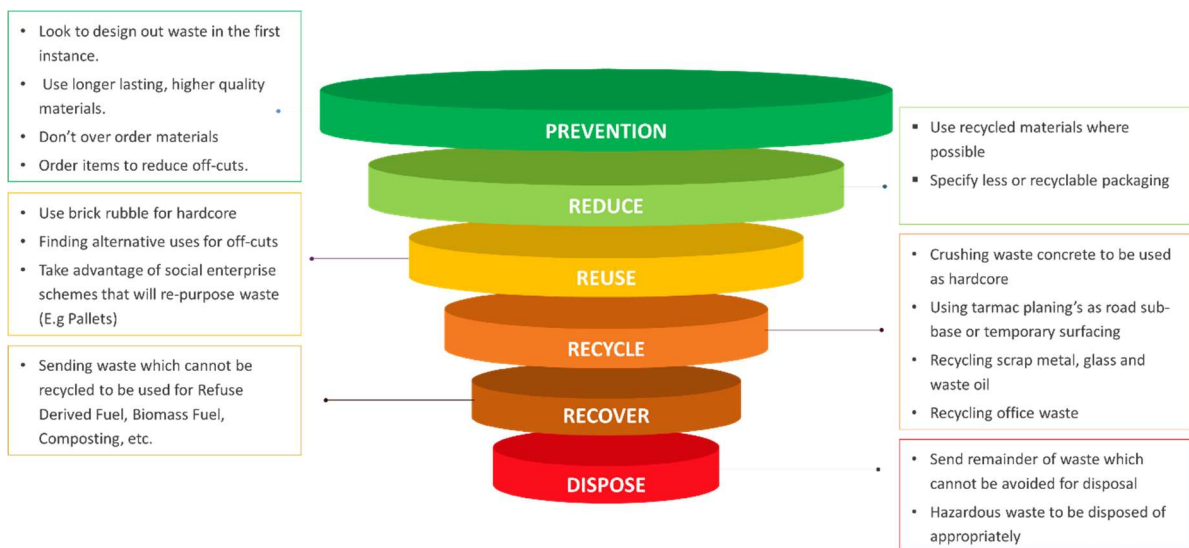 • Look to design out waste in the first
instance.
• Use longer lasting, higher quality
materials.
• Don't over order materials
• Order items to reduce off-cuts.
PREVENTION
▪ Use recycled materials where
possible
▪ Specify less or recyclable packaging
REDUCE
• Use brick rubble for hardcore
• Finding alternative uses for off-cuts
• Take advantage of social enterprise
schemes that will re-purpose waste
(E.g Pallets)
REUSE
• Crushing waste concrete to be used
as hardcore
• Using tarmac planing's as road sub-
base or temporary surfacing
• Recycling scrap metal, glass and
waste oil
• Recycling office waste
RECYCLE
• Sending waste which cannot be
recycled to be used for Refuse
Derived Fuel, Biomass Fuel,
Composting, etc.
RECOVER
• Send remainder of waste which
cannot be avoided for disposal
• Hazardous waste to be disposed of
appropriately
DISPOSE